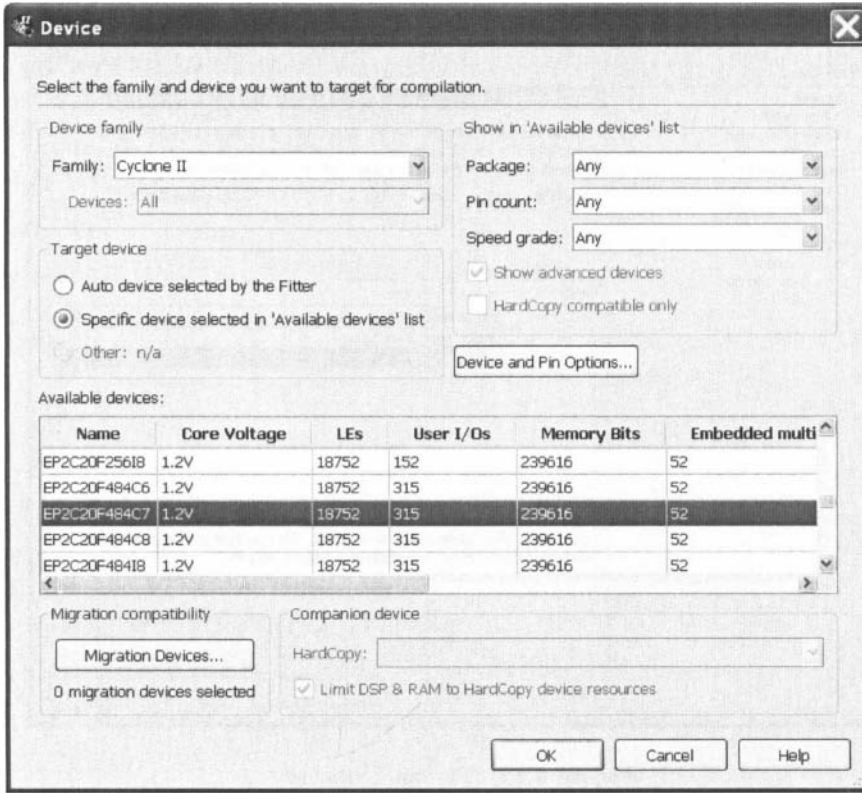 Device
Select the family and device you want to target for compilation.
Device family
Family: Cyclone II
Devices: All
Show in 'Available devices' list
Package: Any
Pin count: Any
Speed grade: Any
Show advanced devices
HardCopy compatible only
Target device
Auto device selected by the Fitter
Specific device selected in 'Available devices' list
Other: n/a
Device and Pin Options...
Available devices:
Name Core Voltage LEs User I/Os Memory Bits Embedded multi
EP2C20F256I8 1.2V 18752 152 239616 52
EP2C20F484C6 1.2V 18752 315 239616 52
EP2C20F484C7 1.2V 18752 315 239616 52
EP2C20F484C8 1.2V 18752 315 239616 52
EP2C20F484I8 1.2V 18752 315 239616 52
Migration compatibility
Migration Devices...
0 migration devices selected
Companion device
HardCopy:
Limit DSP & RAM to HardCopy device resources
OK Cancel Help